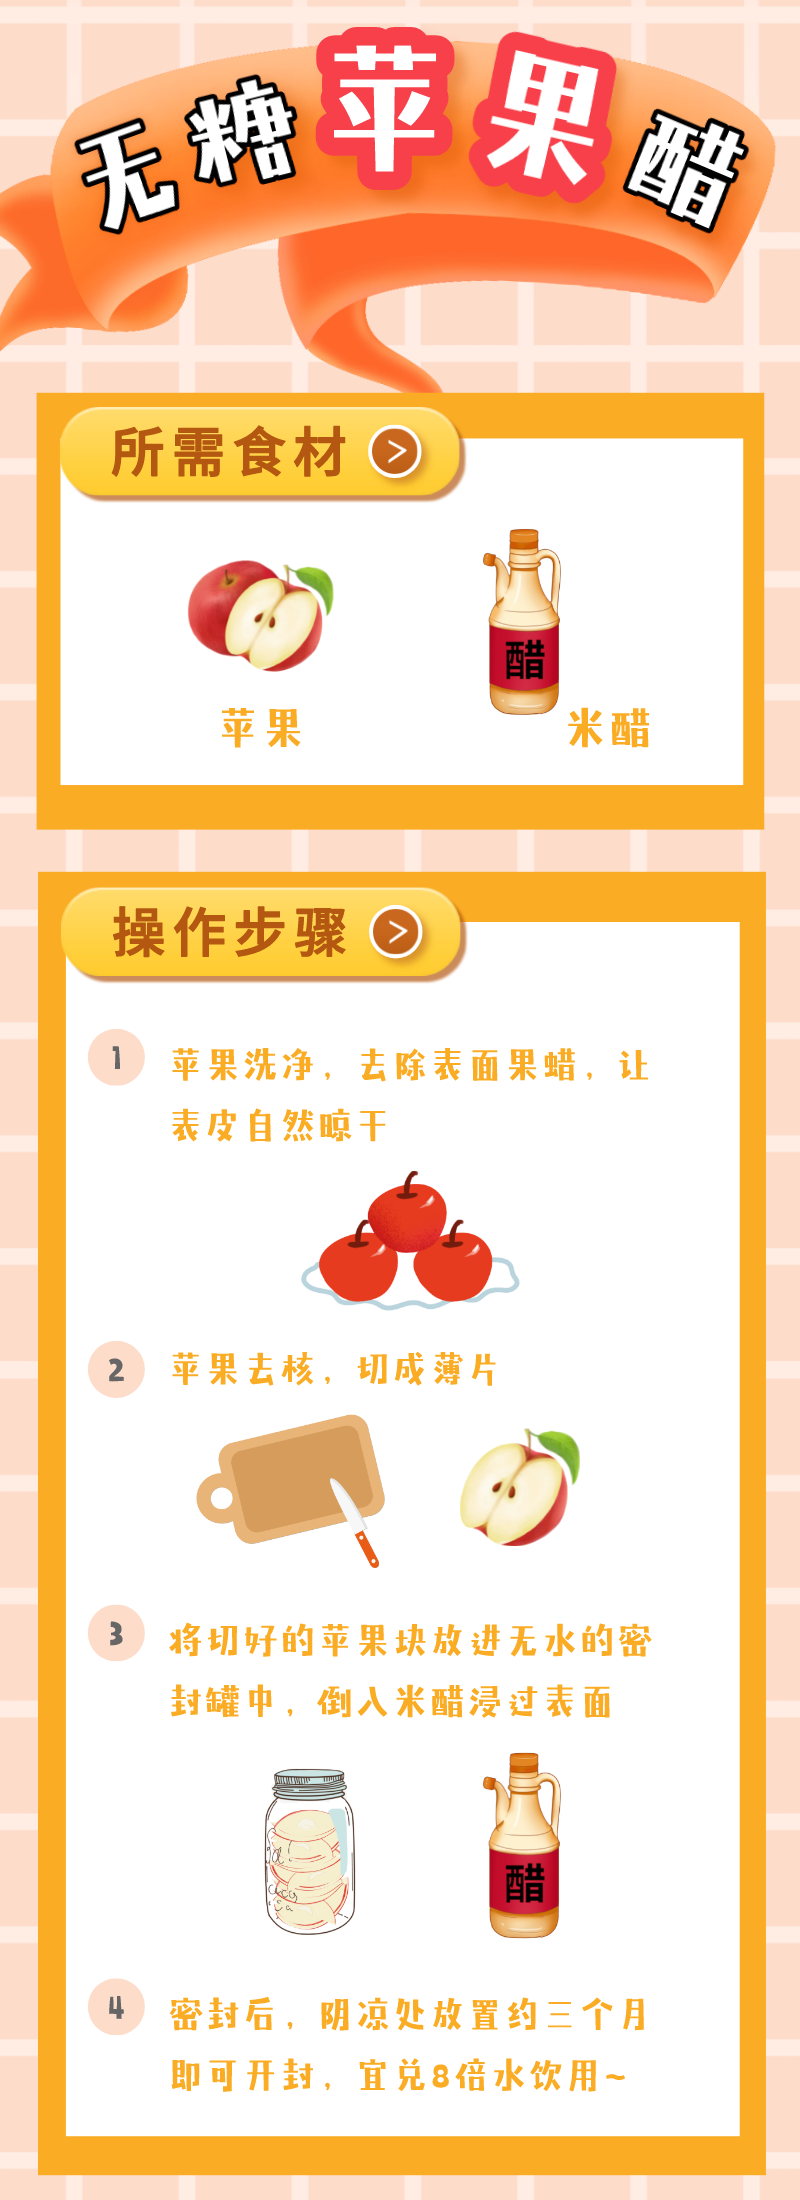 无糖苹果醋
所需食材 >
醋
苹果
米醋
操作步骤 >
1
苹果洗净，去除表面果蜡，让
表皮自然晾干
2
苹果去核，切成薄片
3
将切好的苹果块放进无水的密
封罐中，倒入米醋浸过表面
醋
4
密封后，阴凉处放置约三个月
即可开封，宜兑8倍水饮用~